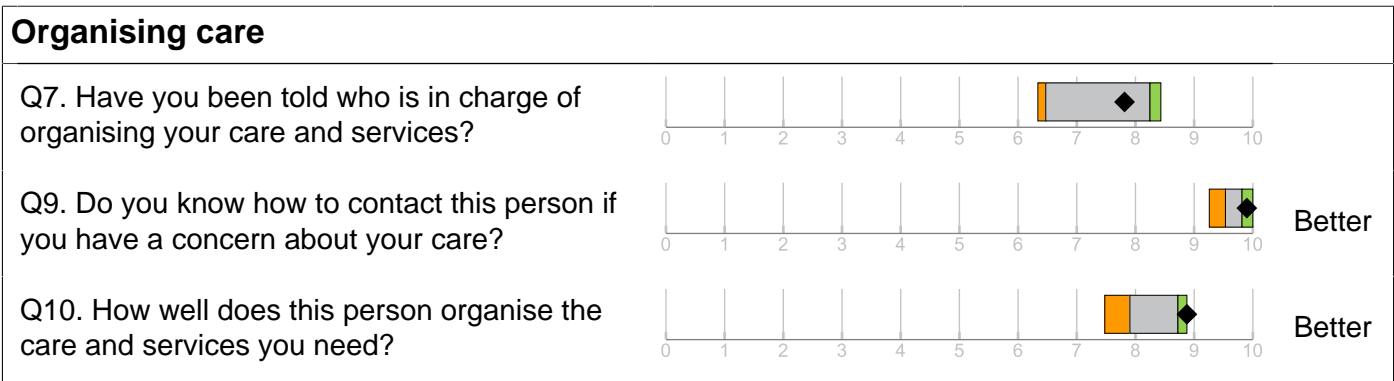 Organising care
Q7. Have you been told who is in charge of
organising your care and services?
0 1 2 3 4 5 6 7 8 9 10
Q9. Do you know how to contact this person if
you have a concern about your care?
0 1 2 3 4 5 6 7 8 9 10
Better
Q10. How well does this person organise the
care and services you need?
0 1 2 3 4 5 6 7 8 9 10
Better